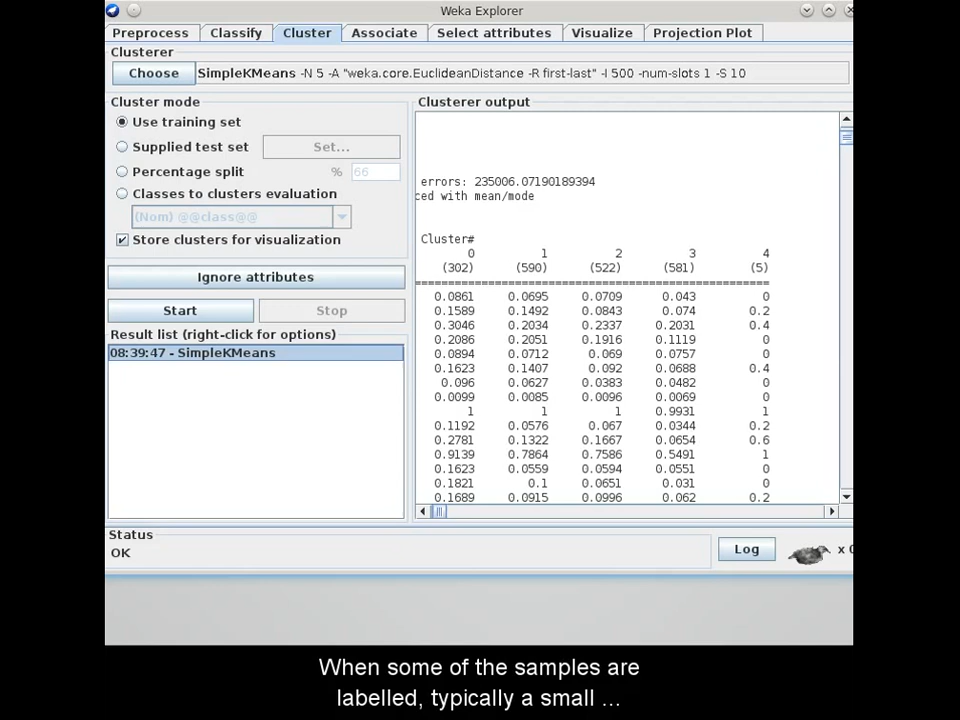 Weka Explorer
Preprocess Classify Cluster Associate Select attributes Visualize Projection Plot
Clusterer
Choose SimpleKMeans -N 5 -A "weka.core.EuclideanDistance -R first-last" -I 500 -num-slots 1 -S 10
Cluster mode
Use training set
Supplied test set Set...
Percentage split % 66
Classes to clusters evaluation
(Nom) @@class@@
Store clusters for visualization
Ignore attributes
Start Stop
Result list (right-click for options)
08:39:47 - SimpleKMeans
Clusterer output
errors: 235006.07190189394
ced with mean/mode
Cluster#
0 1 2 3 4
(302) (590) (522) (581) (5)
==================================================
0.0861 0.0695 0.0709 0.043 0
0.1589 0.1492 0.0843 0.074 0.2
0.3046 0.2034 0.2337 0.2031 0.4
0.2086 0.2051 0.1916 0.1119 0
0.0894 0.0712 0.069 0.0757 0
0.1623 0.1407 0.092 0.0688 0.4
0.096 0.0627 0.0383 0.0482 0
0.0099 0.0085 0.0096 0.0069 0
1 1 1 0.9931 1
0.1192 0.0576 0.067 0.0344 0.2
0.2781 0.1322 0.1667 0.0654 0.6
0.9139 0.7864 0.7586 0.5491 1
0.1623 0.0559 0.0594 0.0551 0
0.1821 0.1 0.0651 0.031 0
0.1689 0.0915 0.0996 0.062 0.2
Status
OK
Log x 0
When some of the samples are
labelled, typically a small ...